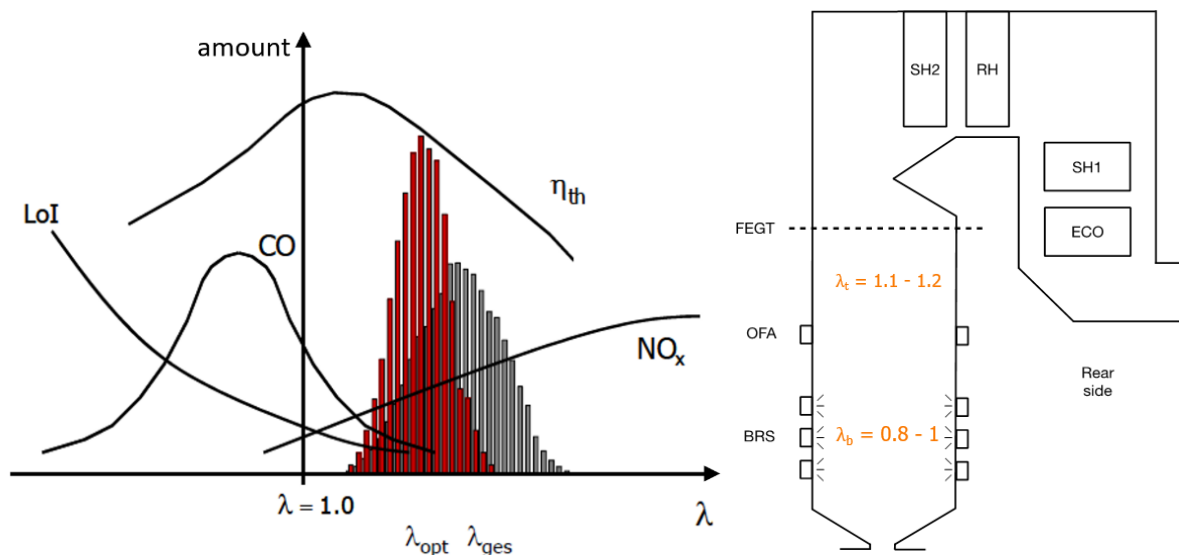 amount
LoI
CO
η_th
NO_x
λ = 1.0
λ
λ_opt λ_ges
SH2
RH
SH1
ECO
FEGT
λ_t = 1.1 - 1.2
OFA
Rear
side
BRS
λ_b = 0.8 - 1